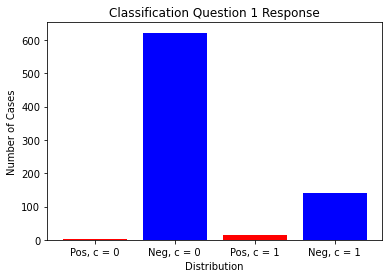 Classification Question 1 Response
Number of Cases
600
500
400
300
200
100
0
Pos, c = 0 Neg, c = 0 Pos, c = 1 Neg, c = 1
Distribution